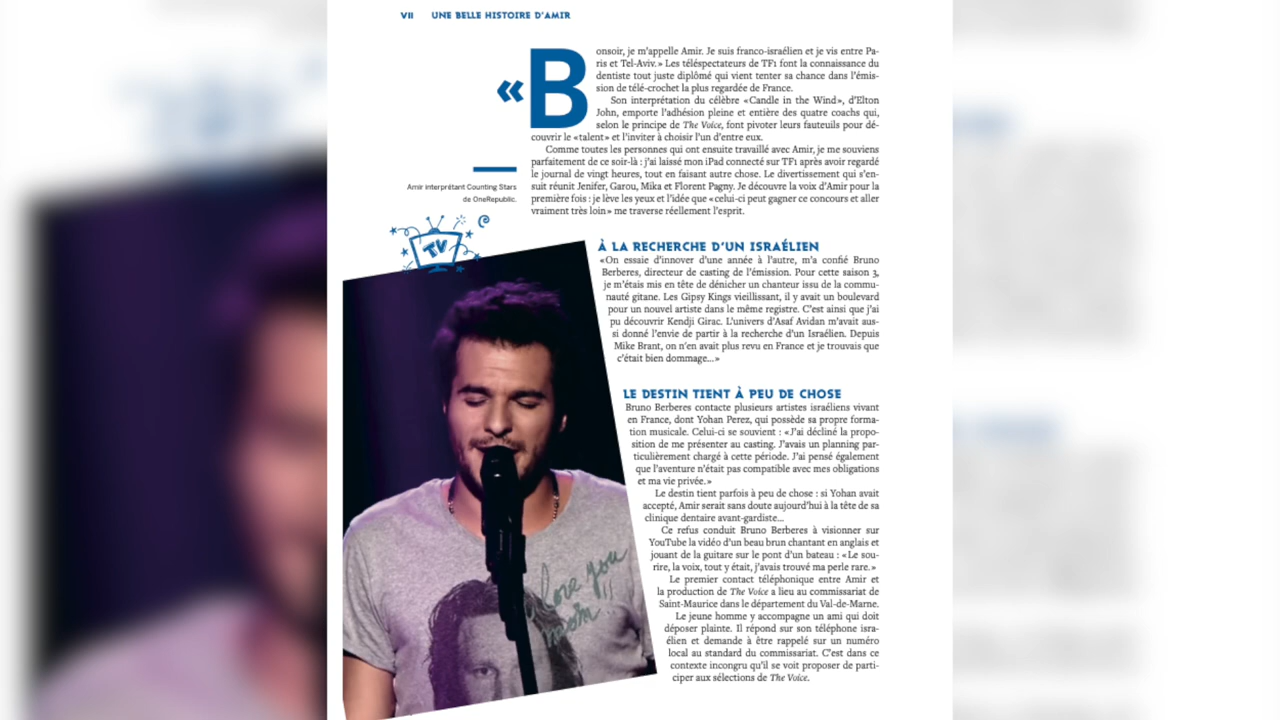 VII UNE BELLE HISTOIRE D'AMIR
«Bonsoir, je m'appelle Amir. Je suis franco-israélien et je vis entre Pa-
ris et Tel-Aviv.» Les téléspectateurs de TF1 font la connaissance du
dentiste tout juste diplômé qui vient tenter sa chance dans l'émis-
sion de télé-crochet la plus regardée de France.
Son interprétation du célèbre «Candle in the Wind», d'Elton
John, emporte l'adhésion pleine et entière des quatre coachs qui,
selon le principe de The Voice, font pivoter leurs fauteuils pour dé-
couvrir le «talent» et l'inviter à choisir l'un d'entre eux.
Comme toutes les personnes qui ont ensuite travaillé avec Amir, je me souviens
parfaitement de ce soir-là : j'ai laissé mon iPad connecté sur TF1 après avoir regardé
le journal de vingt heures, tout en faisant autre chose. Le divertissement qui s'en-
suit réunit Jenifer, Garou, Mika et Florent Pagny. Je découvre la voix d'Amir pour la
première fois : je lève les yeux et l'idée que «celui-ci peut gagner ce concours et aller
vraiment très loin» me traverse réellement l'esprit.
Amir interprétant Counting Stars
de OneRepublic.
TV
À LA RECHERCHE D'UN ISRAÉLIEN
«On essaie d'innover d'une année à l'autre, m'a confié Bruno
Berberes, directeur de casting de l'émission. Pour cette saison 3,
je m'étais mis en tête de dénicher un chanteur issu de la commu-
nauté gitane. Les Gipsy Kings vieillissant, il y avait un boulevard
pour un nouvel artiste dans le même registre. C'est ainsi que j'ai
pu découvrir Kendji Girac. L'univers d'Asaf Avidan m'avait aus-
si donné l'envie de partir à la recherche d'un Israélien. Depuis
Mike Brant, on n'en avait plus revu en France et je trouvais que
c'était bien dommage...»
LE DESTIN TIENT À PEU DE CHOSE
Bruno Berberes contacte plusieurs artistes israéliens vivant
en France, dont Yohan Perez, qui possède sa propre forma-
tion musicale. Celui-ci se souvient : «J'ai décliné la propo-
sition de me présenter au casting. J'avais un planning par-
ticulièrement chargé à cette période. J'ai pensé également
que l'aventure n'était pas compatible avec mes obligations
et ma vie privée.»
Le destin tient parfois à peu de chose : si Yohan avait
accepté, Amir serait sans doute aujourd'hui à la tête de sa
clinique dentaire avant-gardiste...
Ce refus conduit Bruno Berberes à visionner sur
YouTube la vidéo d'un beau brun chantant en anglais et
jouant de la guitare sur le pont d'un bateau : «Le sou-
rire, la voix, tout y était, j'avais trouvé ma perle rare.»
Le premier contact téléphonique entre Amir et
la production de The Voice a lieu au commissariat de
Saint-Maurice dans le département du Val-de-Marne.
Le jeune homme y accompagne un ami qui doit
déposer plainte. Il répond sur son téléphone isra-
élien et demande à être rappelé sur un numéro
local au standard du commissariat. C'est dans ce
contexte incongru qu'il se voit proposer de parti-
ciper aux sélections de The Voice.
love you
mom!!